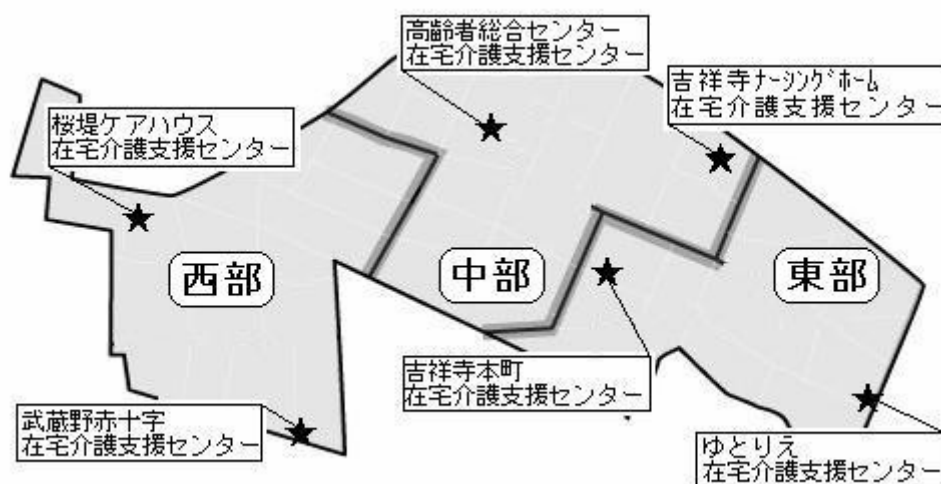 高齢者総合センター
在宅介護支援センター
吉祥寺ﾅｰｼﾝｸﾞﾎｰﾑ
在宅介護支援センター
桜堤ケアハウス
在宅介護支援センター
西部
中部
東部
吉祥寺本町
在宅介護支援センター
武蔵野赤十字
在宅介護支援センター
ゆとりえ
在宅介護支援センター